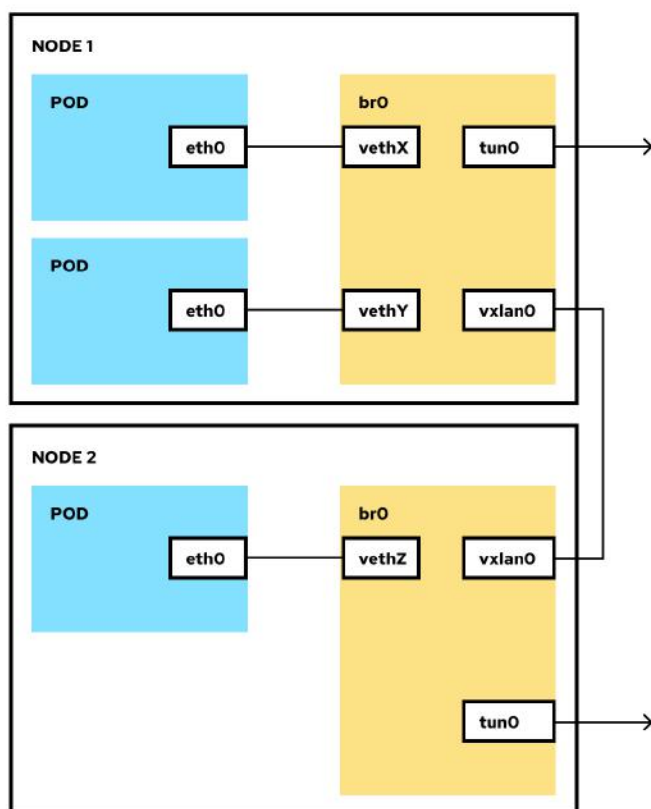 NODE 1
POD
br0
eth0
vethX
tun0
POD
eth0
vethY
vxlan0
NODE 2
POD
br0
eth0
vethZ
vxlan0
tun0